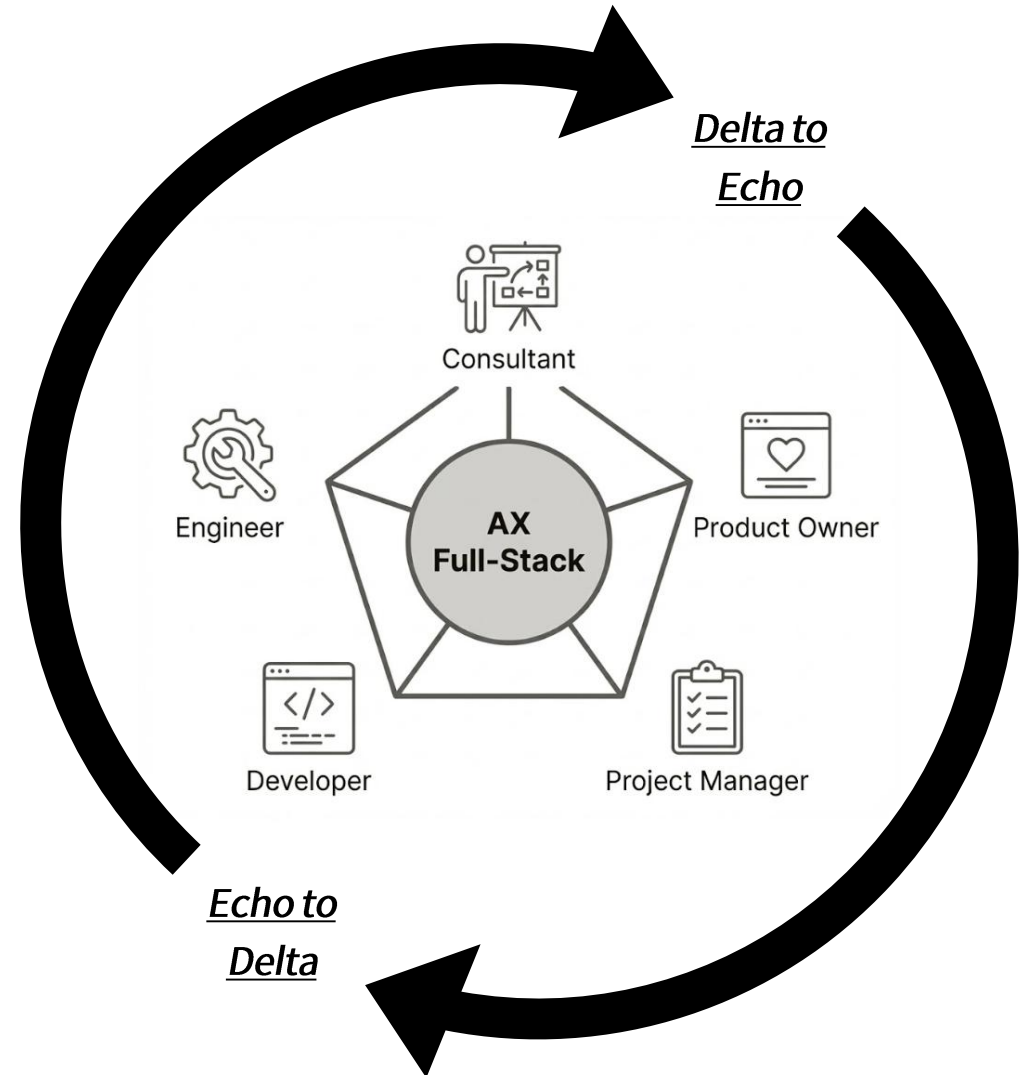 Delta to
Echo
Consultant
Engineer
Product Owner
AX
Full-Stack
</>
Developer
Project Manager
Echo to
Delta